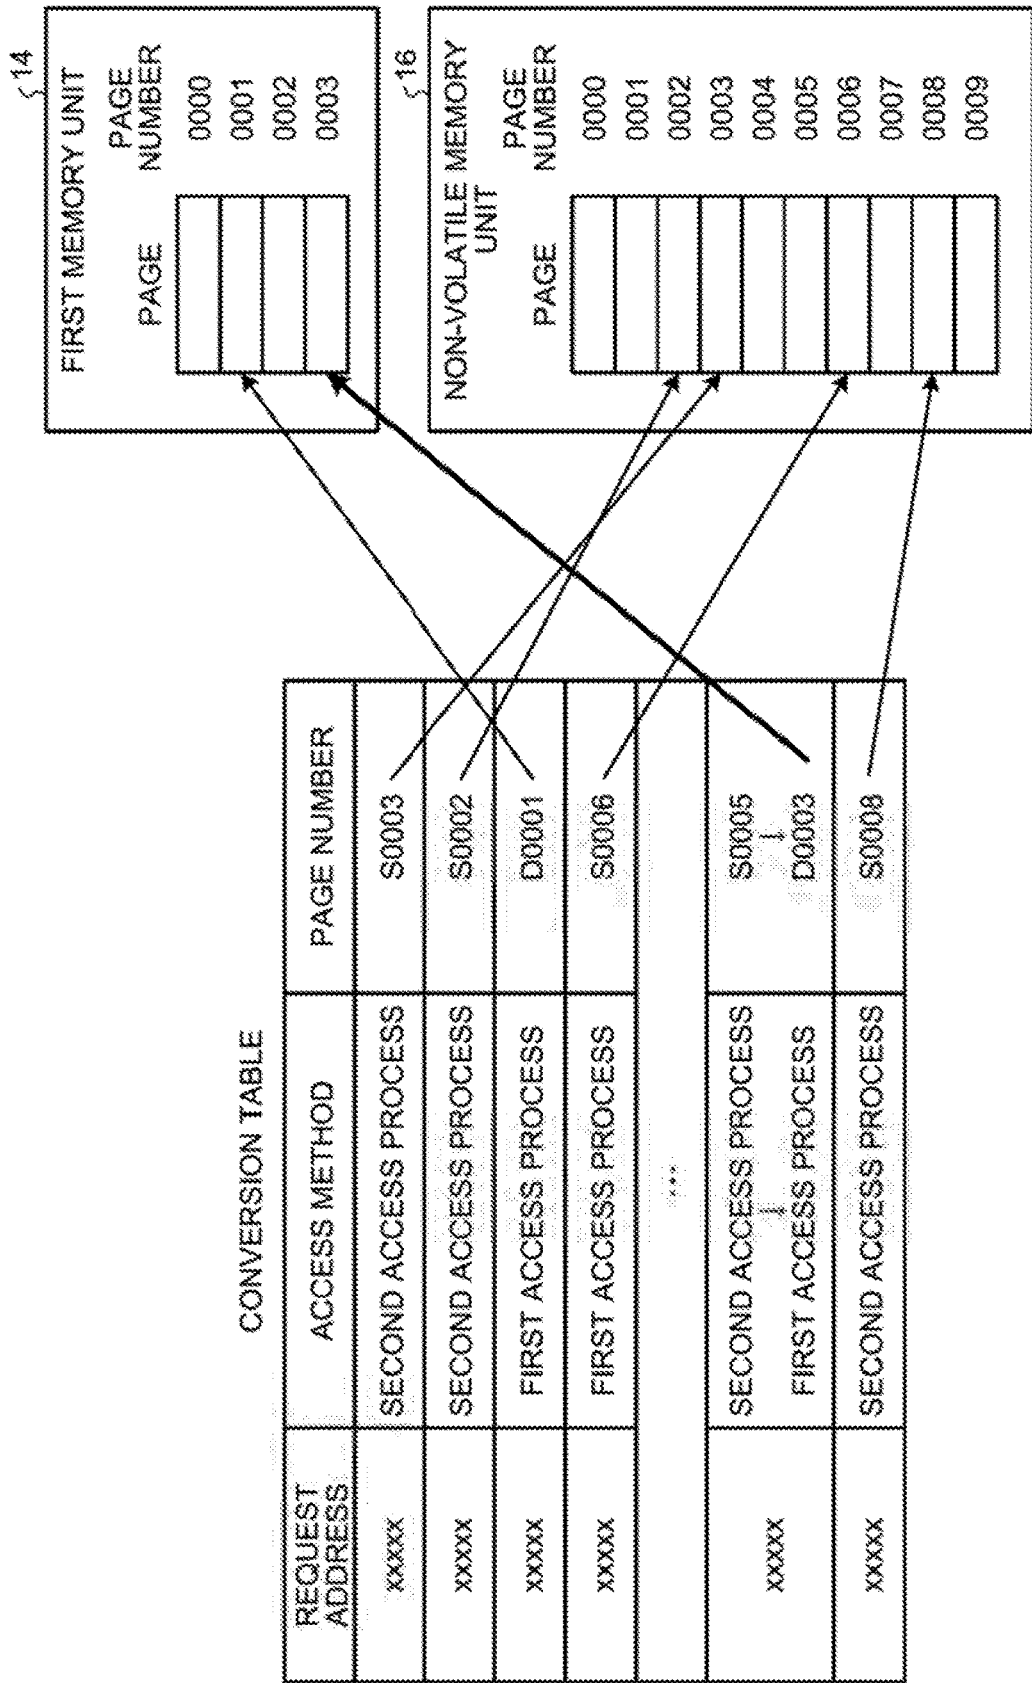 CONVERSION TABLE
REQUEST
ADDRESS
ACCESS METHOD
PAGE NUMBER
xxxxx
SECOND ACCESS PROCESS
S0003
xxxxx
SECOND ACCESS PROCESS
S0002
xxxxx
FIRST ACCESS PROCESS
D0001
xxxxx
FIRST ACCESS PROCESS
S0006
...
xxxxx
SECOND ACCESS PROCESS
↓
FIRST ACCESS PROCESS
S0005
↓
D0003
xxxxx
SECOND ACCESS PROCESS
S0008
14
FIRST MEMORY UNIT
PAGE
PAGE
NUMBER
0000
0001
0002
0003
16
NON-VOLATILE MEMORY
UNIT
PAGE
PAGE
NUMBER
0000
0001
0002
0003
0004
0005
0006
0007
0008
0009